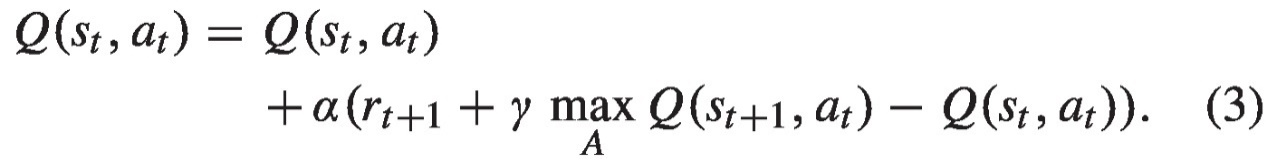 Q(s_t, a_t) = Q(s_t, a_t)
+ α(r_{t+1} + γ max_A Q(s_{t+1}, a_t) − Q(s_t, a_t)). (3)